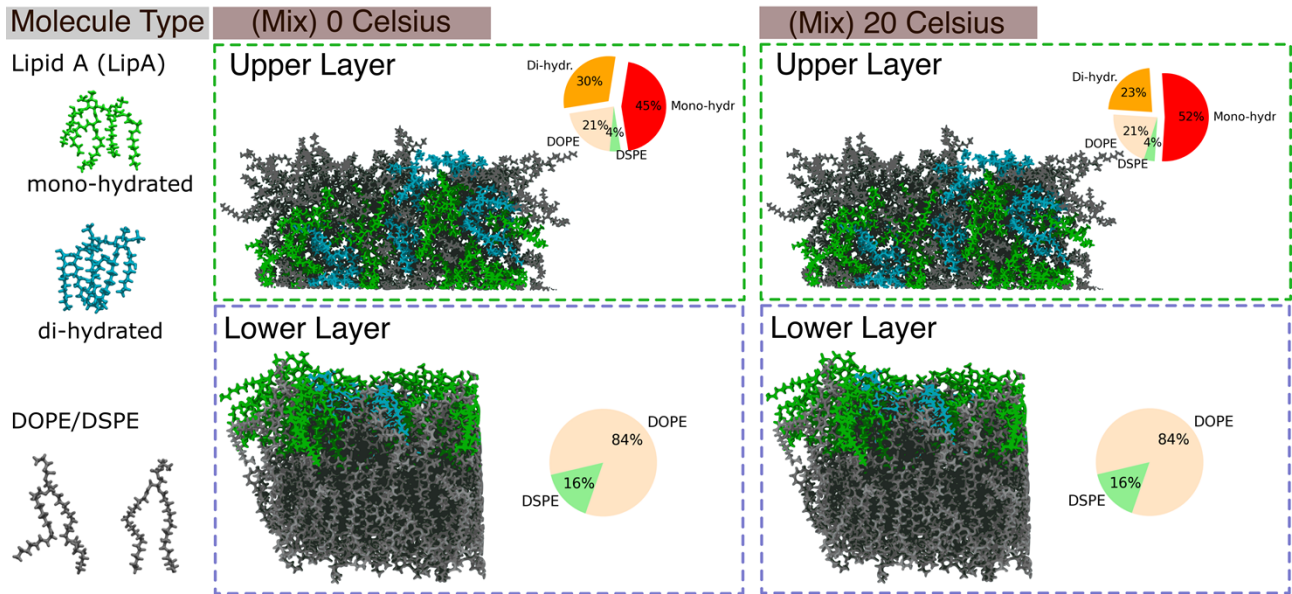 Molecule Type
(Mix) 0 Celsius
(Mix) 20 Celsius
Lipid A (LipA)
mono-hydrated
di-hydrated
DOPE/DSPE
Upper Layer
Di-hydr.
30%
45%
Mono-hydr
21%
4%
DOPE
DSPE
Upper Layer
Di-hydr.
23%
52%
Mono-hydr
DOPE
21%
4%
DSPE
Lower Layer
DOPE
84%
16%
DSPE
Lower Layer
DOPE
84%
16%
DSPE